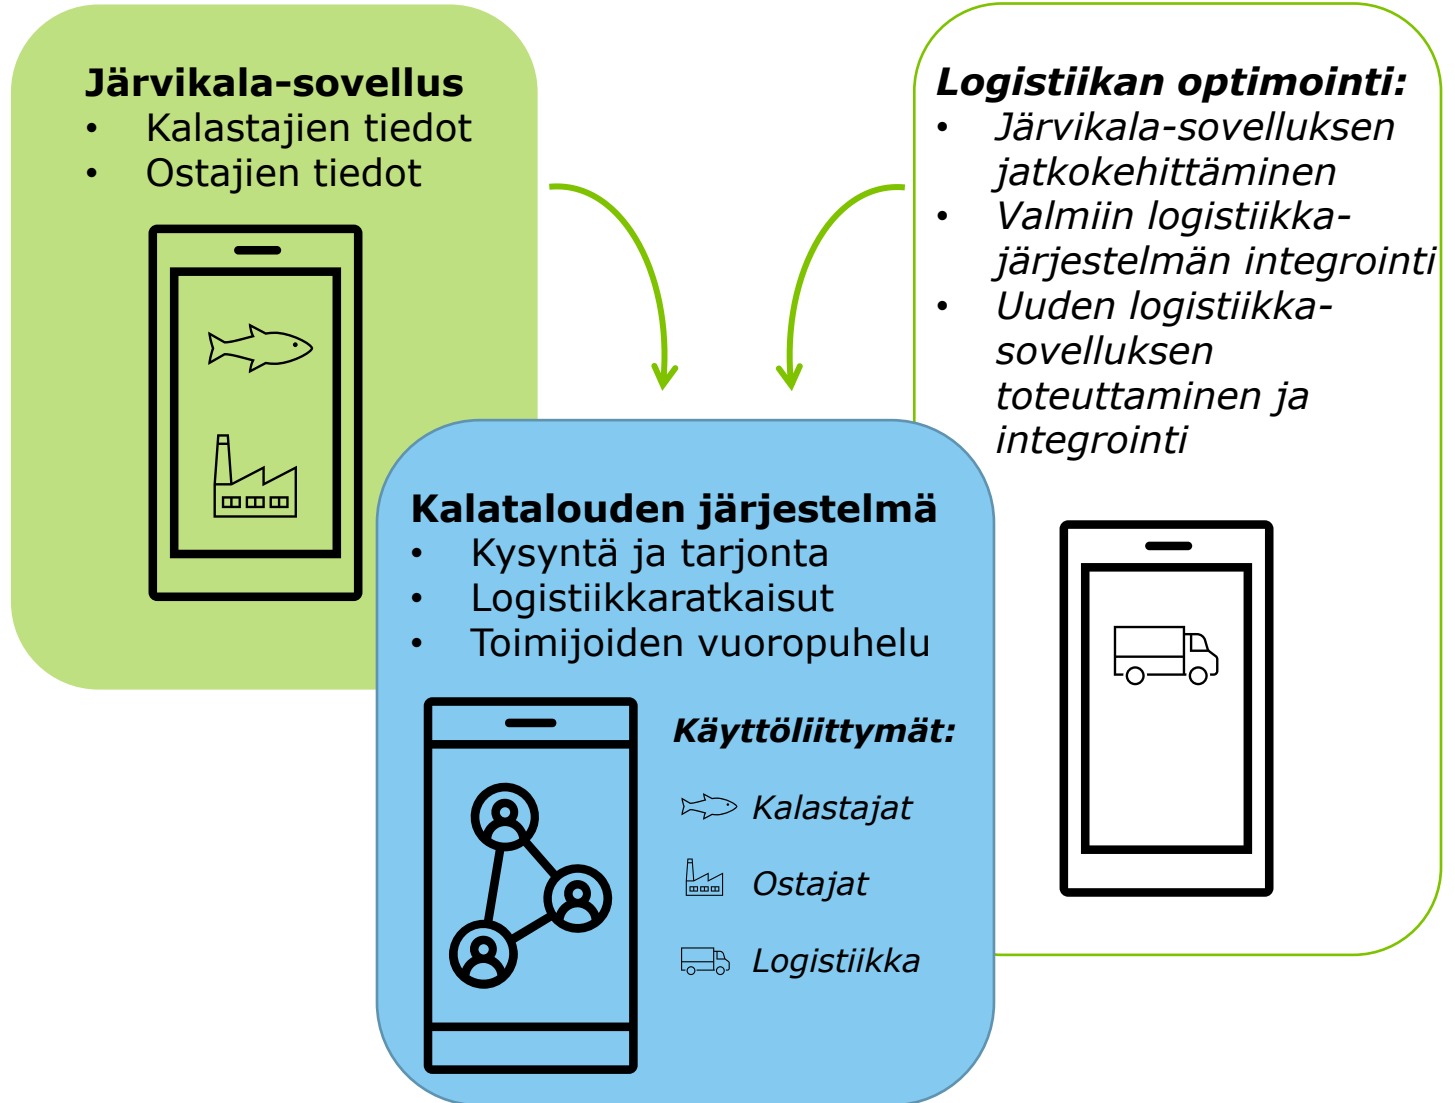 Järvikala-sovellus
• Kalastajien tiedot
• Ostajien tiedot
Logistiikan optimointi:
• Järvikala-sovelluksen
jatkokehittäminen
• Valmiin logistiikka-
järjestelmän integrointi
• Uuden logistiikka-
sovelluksen
toteuttaminen ja
integrointi
Kalatalouden järjestelmä
• Kysyntä ja tarjonta
• Logistiikkaratkaisut
• Toimijoiden vuoropuhelu
Käyttöliittymät:
Kalastajat
Ostajat
Logistiikka